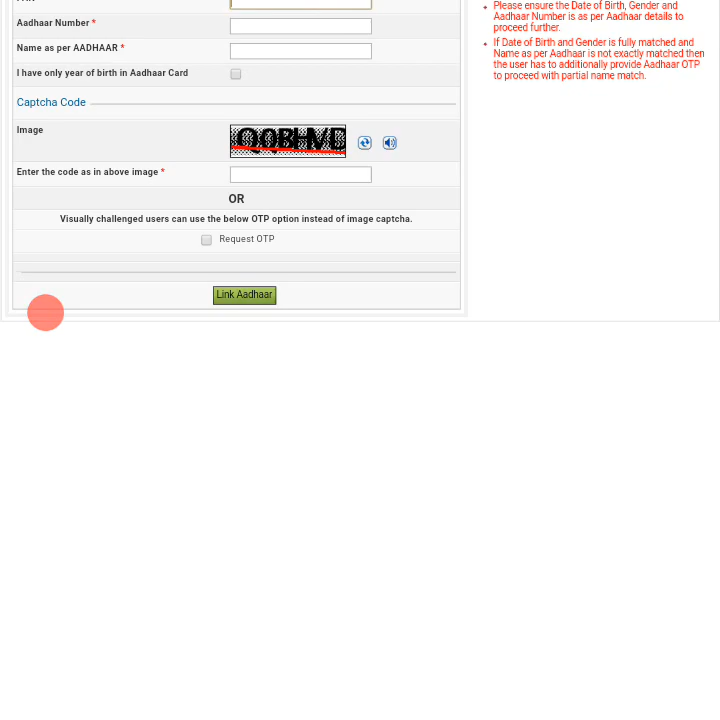 Aadhaar Number *
Name as per AADHAAR *
I have only year of birth in Aadhaar Card
Captcha Code
Image
Enter the code as in above image *
OR
Visually challenged users can use the below OTP option instead of image captcha.
Request OTP
Link Aadhaar
Please ensure the Date of Birth, Gender and
Aadhaar Number is as per Aadhaar details to
proceed further.
If Date of Birth and Gender is fully matched and
Name as per Aadhaar is not exactly matched then
the user has to additionally provide Aadhaar OTP
to proceed with partial name match.